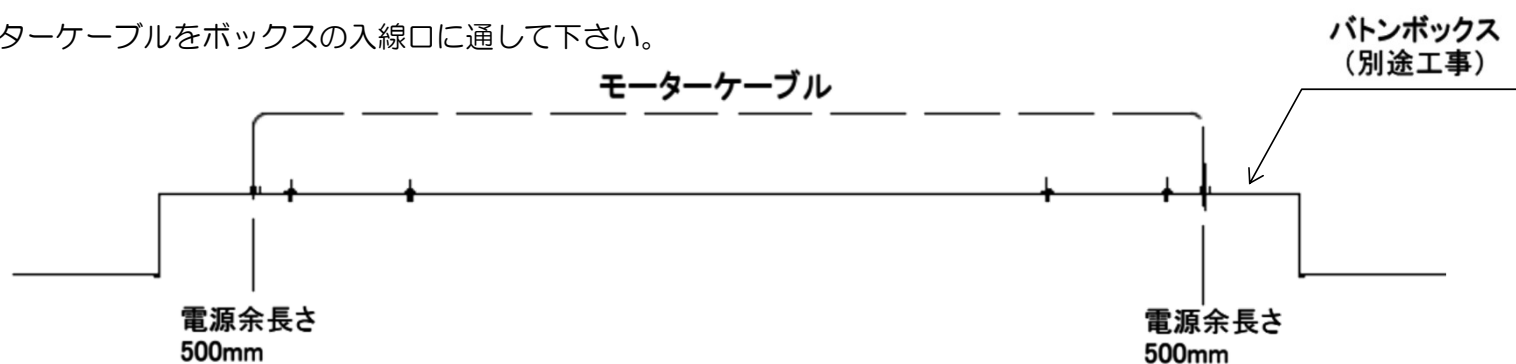 ターケーブルをボックスの入線口に通して下さい。
バトンボックス
（別途工事）
モーターケーブル
電源余長さ
500mm
電源余長さ
500mm